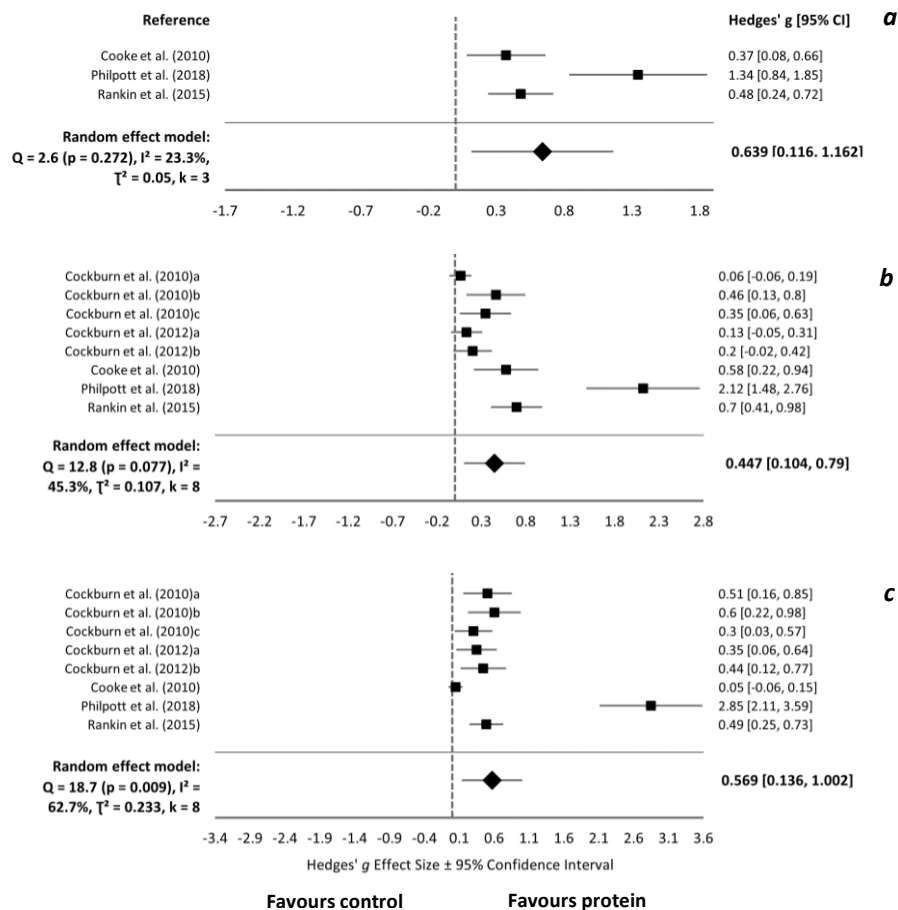 Reference Hedges' g [95% CI] a
Cooke et al. (2010) 0.37 [0.08, 0.66]
Philpott et al. (2018) 1.34 [0.84, 1.85]
Rankin et al. (2015) 0.48 [0.24, 0.72]
Random effect model:
Q = 2.6 (p = 0.272), I² = 23.3%, 0.639 [0.116, 1.162]
Ʈ² = 0.05, k = 3
-1.7 -1.2 -0.7 -0.2 0.3 0.8 1.3 1.8
Cockburn et al. (2010)a 0.06 [-0.06, 0.19] b
Cockburn et al. (2010)b 0.46 [0.13, 0.8]
Cockburn et al. (2010)c 0.35 [0.06, 0.63]
Cockburn et al. (2012)a 0.13 [-0.05, 0.31]
Cockburn et al. (2012)b 0.2 [-0.02, 0.42]
Cooke et al. (2010) 0.58 [0.22, 0.94]
Philpott et al. (2018) 2.12 [1.48, 2.76]
Rankin et al. (2015) 0.7 [0.41, 0.98]
Random effect model:
Q = 12.8 (p = 0.077), I² = 0.447 [0.104, 0.79]
45.3%, Ʈ² = 0.107, k = 8
-2.7 -2.2 -1.7 -1.2 -0.7 -0.2 0.3 0.8 1.3 1.8 2.3 2.8
Cockburn et al. (2010)a 0.51 [0.16, 0.85] c
Cockburn et al. (2010)b 0.6 [0.22, 0.98]
Cockburn et al. (2010)c 0.3 [0.03, 0.57]
Cockburn et al. (2012)a 0.35 [0.06, 0.64]
Cockburn et al. (2012)b 0.44 [0.12, 0.77]
Cooke et al. (2010) 0.05 [-0.06, 0.15]
Philpott et al. (2018) 2.85 [2.11, 3.59]
Rankin et al. (2015) 0.49 [0.25, 0.73]
Random effect model:
Q = 18.7 (p = 0.009), I² = 0.569 [0.136, 1.002]
62.7%, Ʈ² = 0.233, k = 8
-3.4 -2.9 -2.4 -1.9 -1.4 -0.9 -0.4 0.1 0.6 1.1 1.6 2.1 2.6 3.1 3.6
Hedges' g Effect Size ± 95% Confidence Interval
Favours control Favours protein